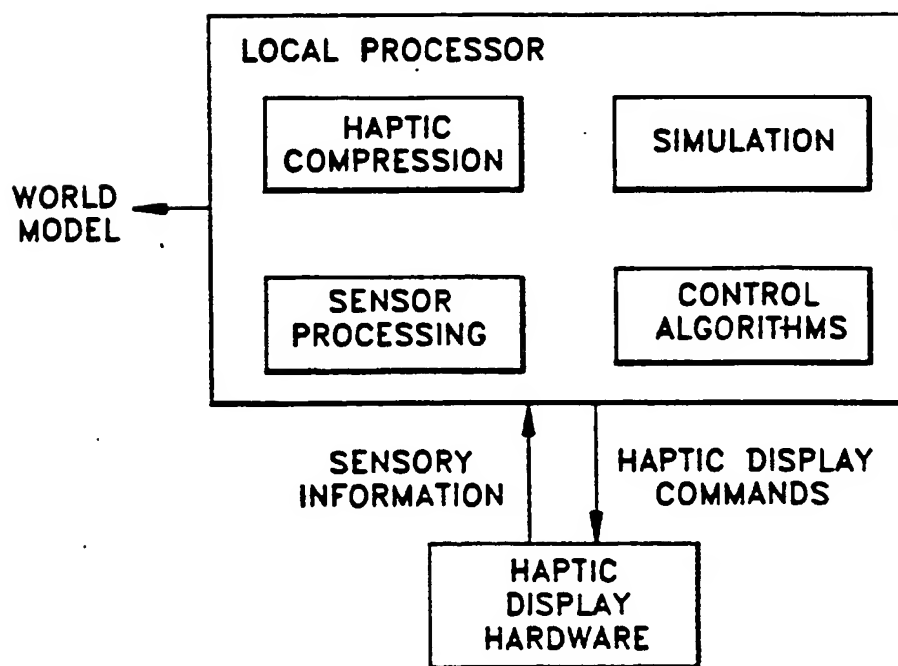 LOCAL PROCESSOR
HAPTIC
COMPRESSION
SIMULATION
WORLD
MODEL
SENSOR
PROCESSING
CONTROL
ALGORITHMS
SENSORY
INFORMATION
HAPTIC DISPLAY
COMMANDS
HAPTIC
DISPLAY
HARDWARE